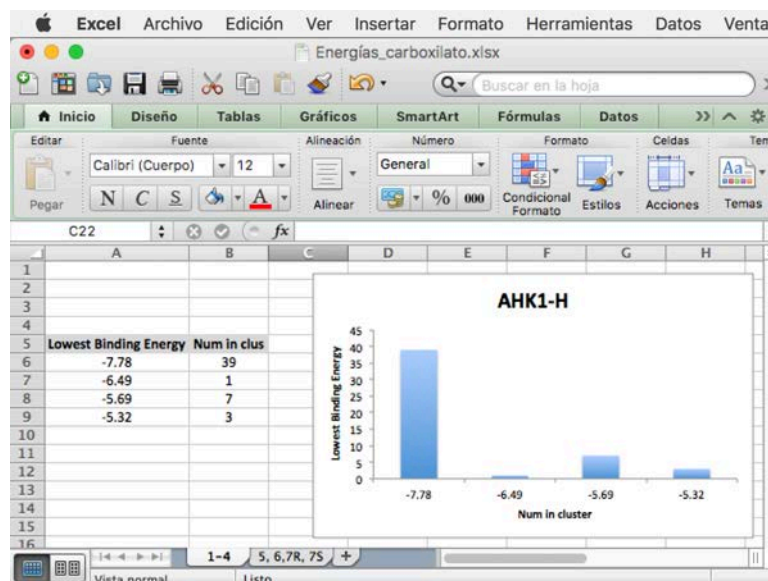 Excel Archivo Edición Ver Insertar Formato Herramientas Datos Venta
Energías_carboxilato.xlsx
Buscar en la hoja
Inicio Diseño Tablas Gráficos SmartArt Fórmulas Datos
Editar Fuente Alineación Número Formato Celdas Tem
Calibri (Cuerpo) 12 General Aa
Pegar N C S A Alinear % 000 Condicional Formato Estilos Acciones Temas
C22 fx
A B C D E F G H
1
2
3
4
5 Lowest Binding Energy Num in clus
6 -7.78 39
7 -6.49 1
8 -5.69 7
9 -5.32 3
10
11
12
13
14
15
16
AHK1-H
Lowest Binding Energy
45
40
35
30
25
20
15
10
5
0
-7.78 -6.49 -5.69 -5.32
Num in cluster
1-4 5, 6,7R, 7S +
Vista normal Listo